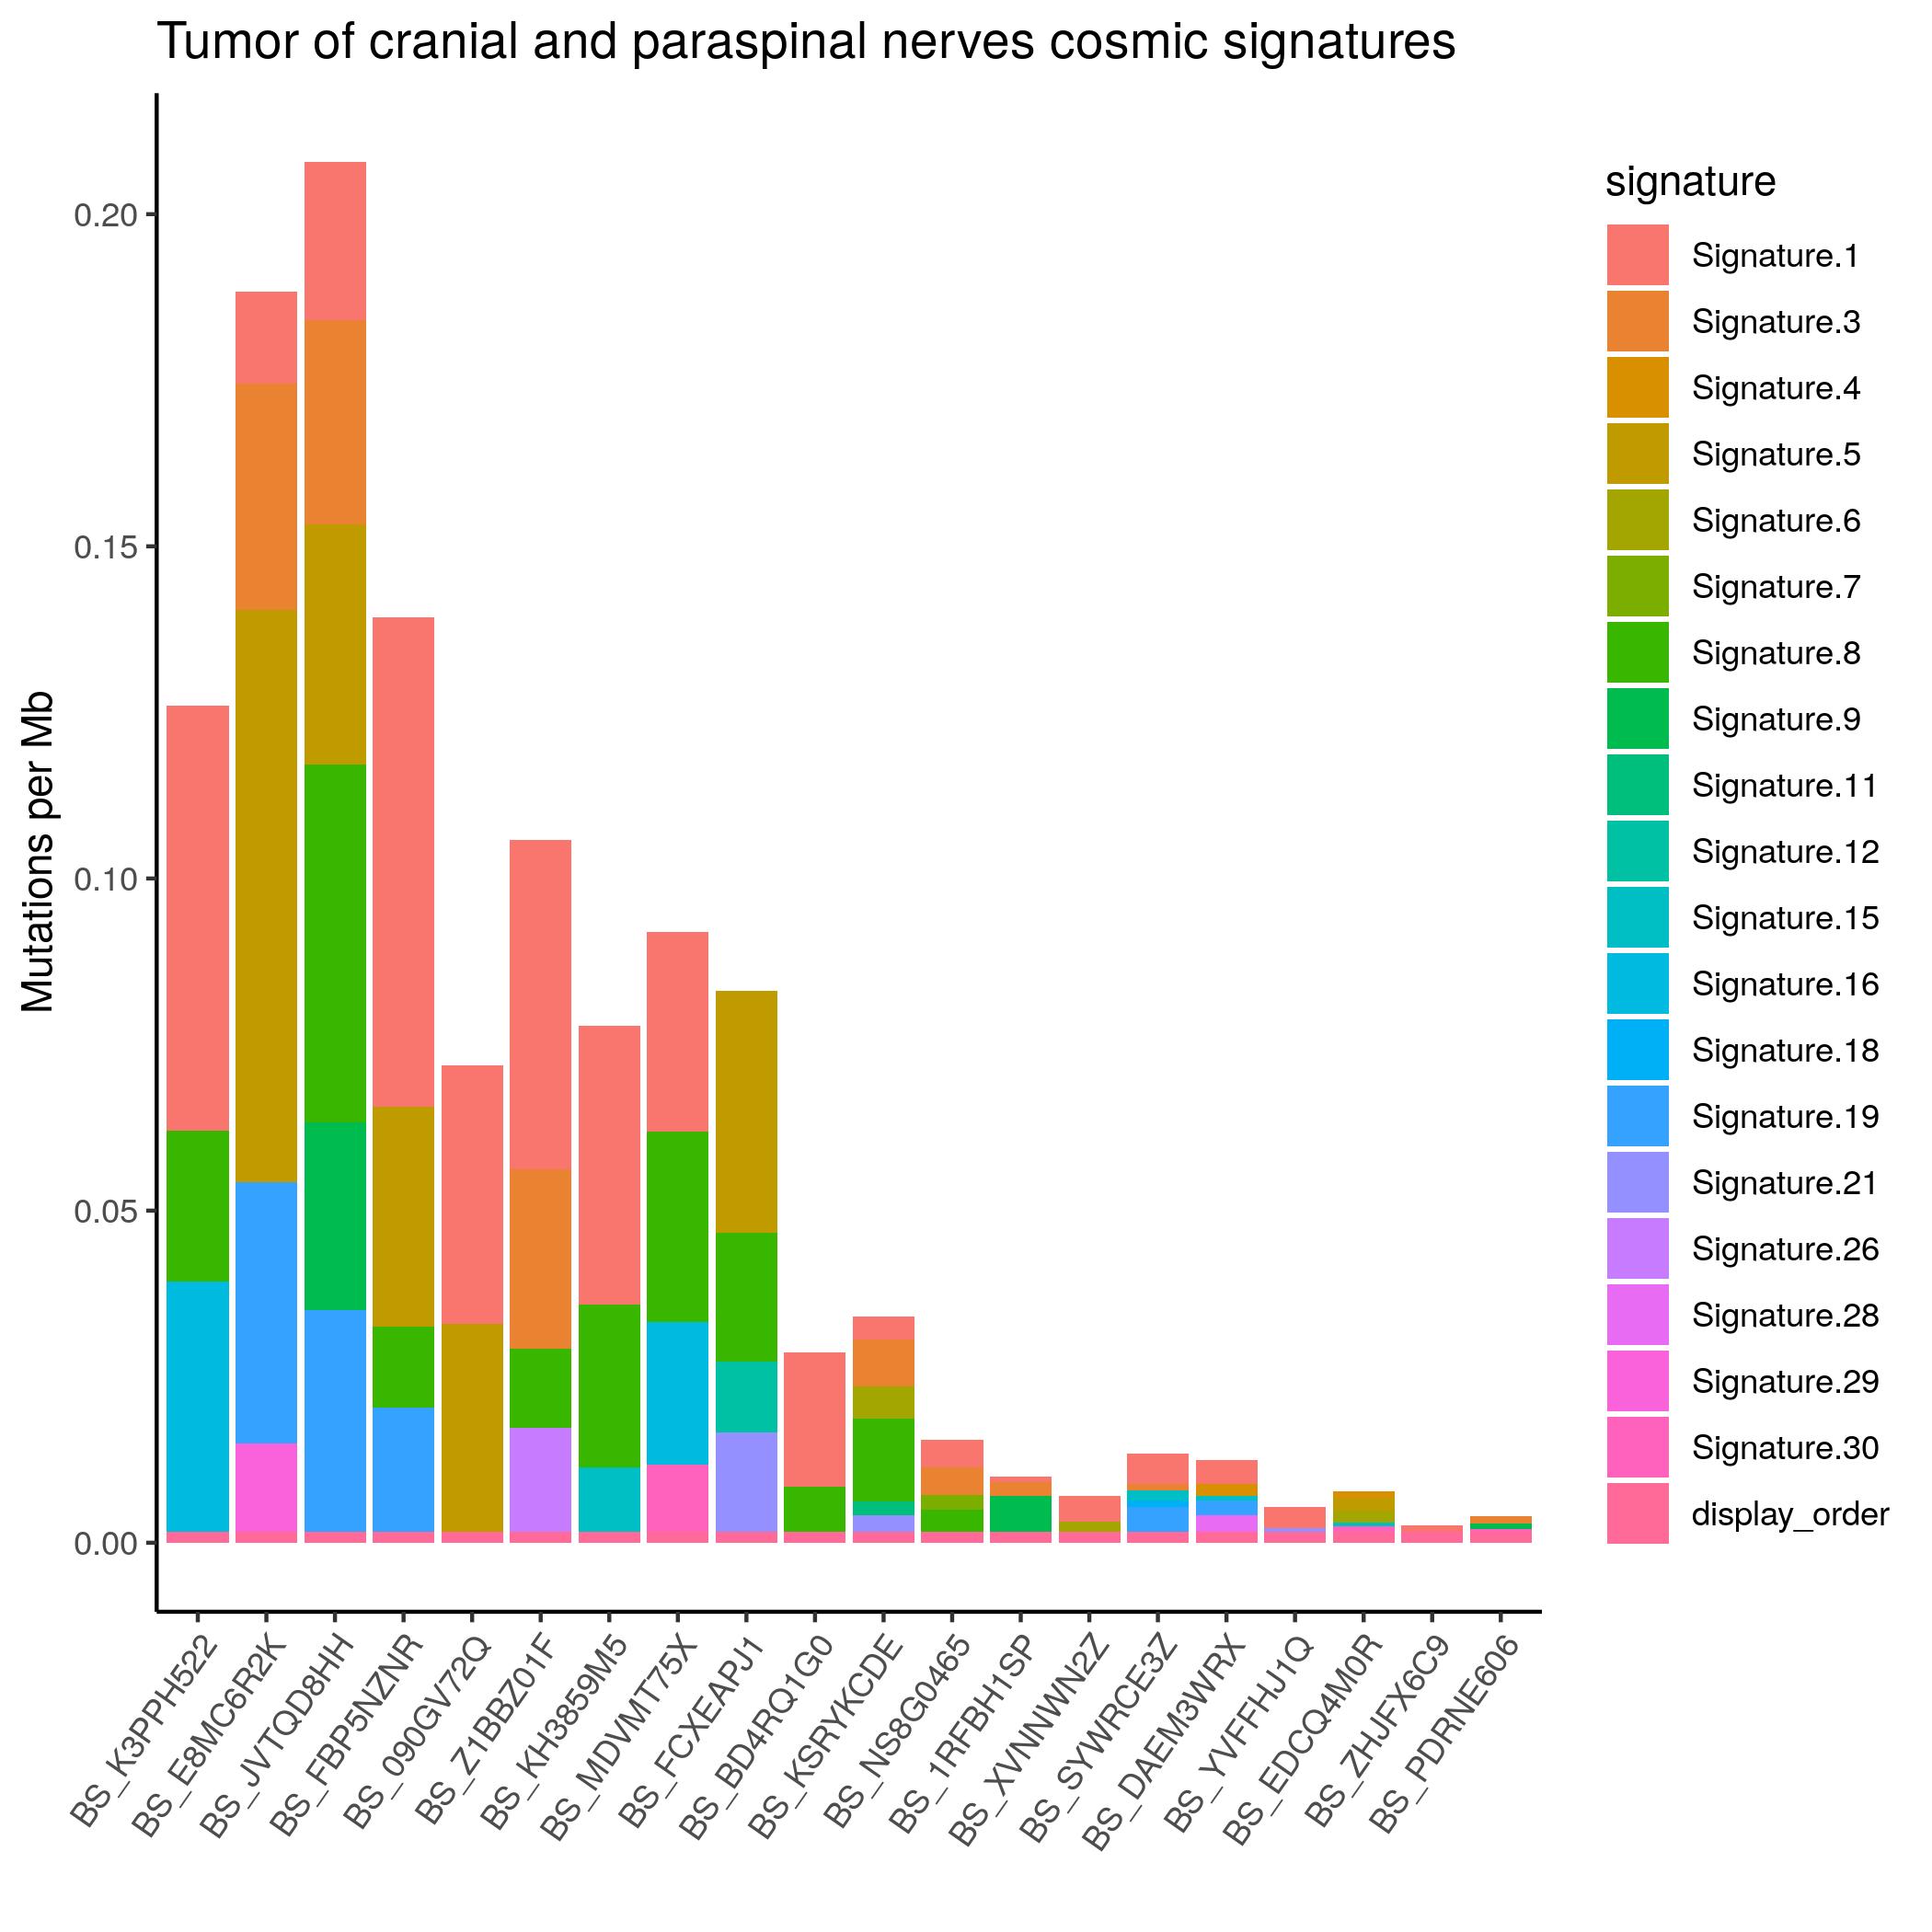 Tumor of cranial and paraspinal nerves cosmic signatures
Mutations per Mb
0.20
0.15
0.10
0.05
0.00
BS_K3PPH522
BS_E8MC6R2K
BS_JVTQD8HH
BS_FBP5NZNR
BS_090GV72Q
BS_Z1BBZ01F
BS_KH3859M5
BS_MDVMT75X
BS_FCXEAPJ1
BS_BD4RQ1G0
BS_KSRYKCDE
BS_NS8G0465
BS_1RFBH1SP
BS_XVNNWN2Z
BS_SYWRCE3Z
BS_DAEM3WRX
BS_YVFFHJ1Q
BS_EDCQ4M0R
BS_ZHJFX6C9
BS_PDRNE606
signature
Signature.1
Signature.3
Signature.4
Signature.5
Signature.6
Signature.7
Signature.8
Signature.9
Signature.11
Signature.12
Signature.15
Signature.16
Signature.18
Signature.19
Signature.21
Signature.26
Signature.28
Signature.29
Signature.30
display_order